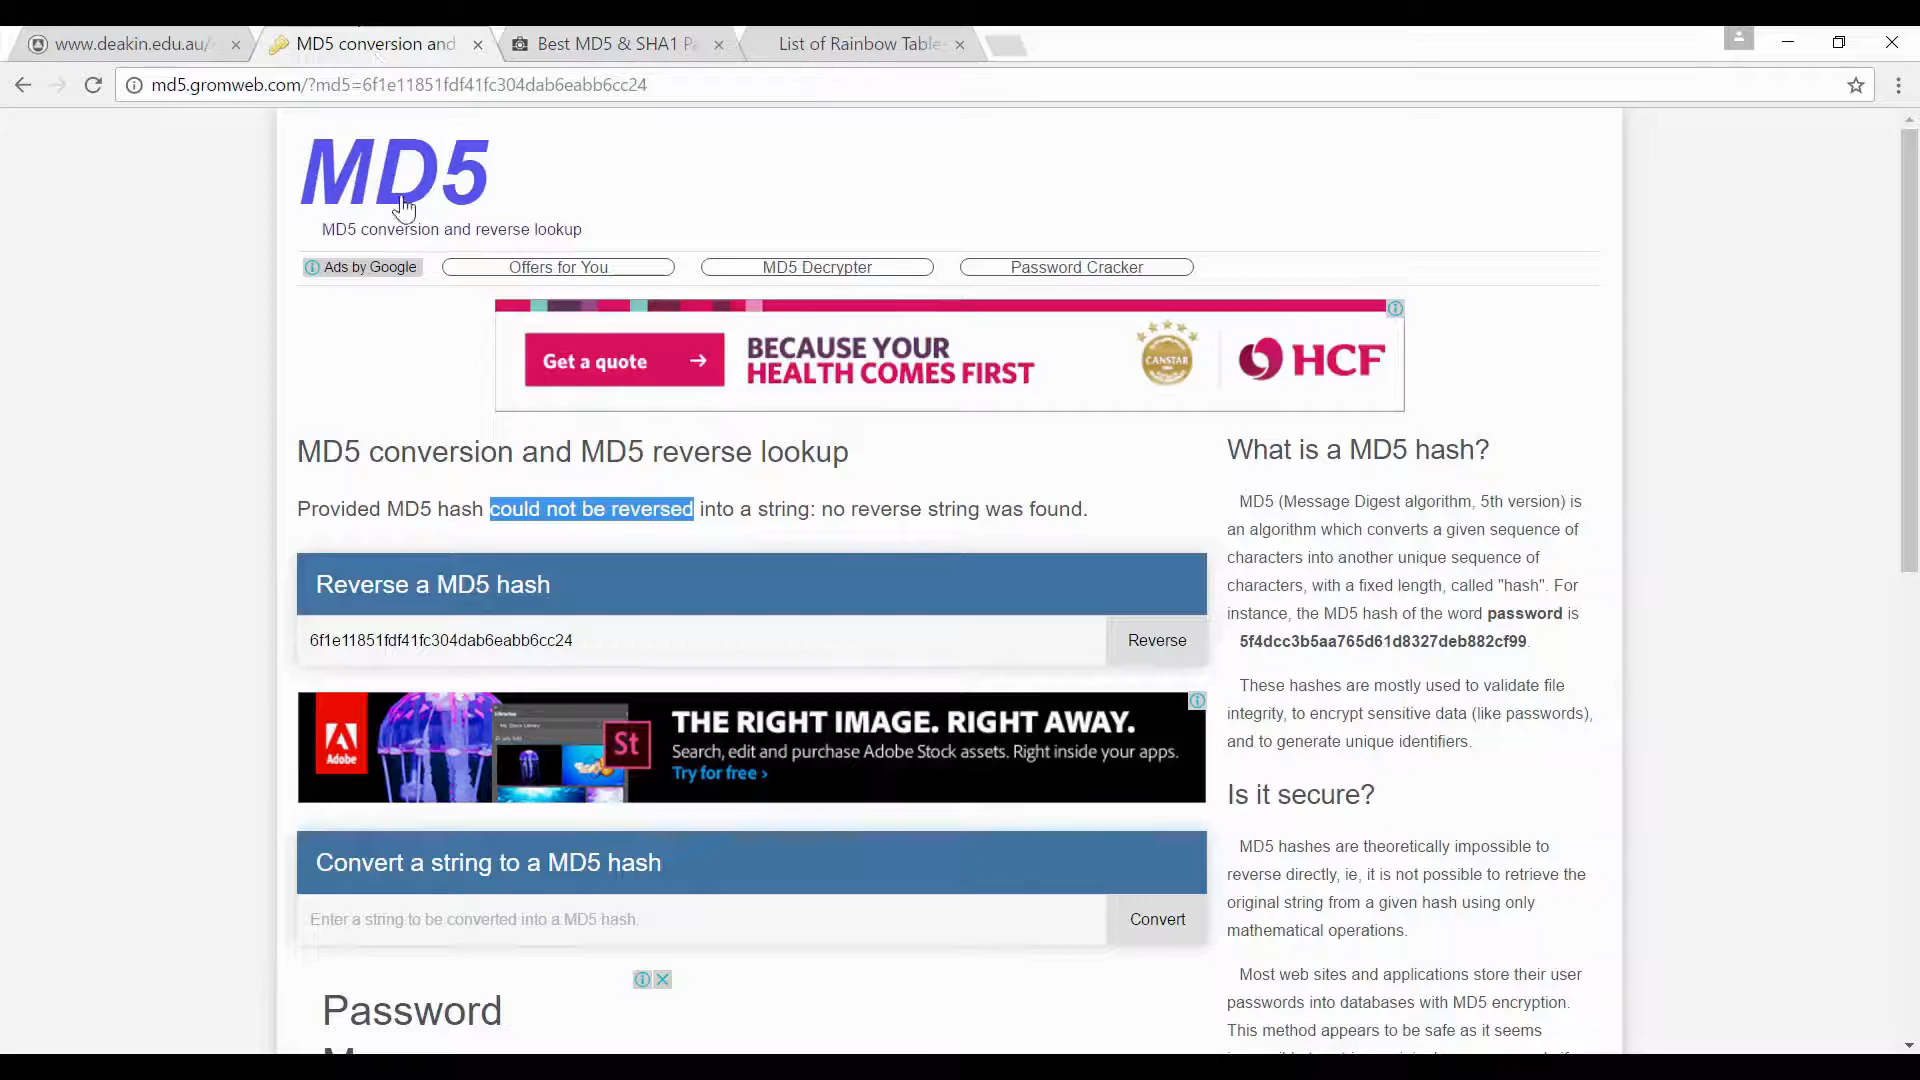 www.deakin.edu.au/
MD5 conversion and
Best MD5 & SHA1 P
List of Rainbow Table
md5.gromweb.com/?md5=6f1e11851fdf41fc304dab6eabb6cc24
MD5
MD5 conversion and reverse lookup
Ads by Google
Offers for You
MD5 Decrypter
Password Cracker
Get a quote
BECAUSE YOUR
HEALTH COMES FIRST
CANSTAR
HCF
MD5 conversion and MD5 reverse lookup
Provided MD5 hash could not be reversed into a string: no reverse string was found.
Reverse a MD5 hash
6f1e11851fdf41fc304dab6eabb6cc24
Reverse
Adobe
Libraries
My Stock Library
St
THE RIGHT IMAGE. RIGHT AWAY.
Search, edit and purchase Adobe Stock assets. Right inside your apps.
Try for free ›
Convert a string to a MD5 hash
Enter a string to be converted into a MD5 hash.
Convert
Password
What is a MD5 hash?
MD5 (Message Digest algorithm, 5th version) is
an algorithm which converts a given sequence of
characters into another unique sequence of
characters, with a fixed length, called "hash". For
instance, the MD5 hash of the word password is
5f4dcc3b5aa765d61d8327deb882cf99.
These hashes are mostly used to validate file
integrity, to encrypt sensitive data (like passwords),
and to generate unique identifiers.
Is it secure?
MD5 hashes are theoretically impossible to
reverse directly, ie, it is not possible to retrieve the
original string from a given hash using only
mathematical operations.
Most web sites and applications store their user
passwords into databases with MD5 encryption.
This method appears to be safe as it seems